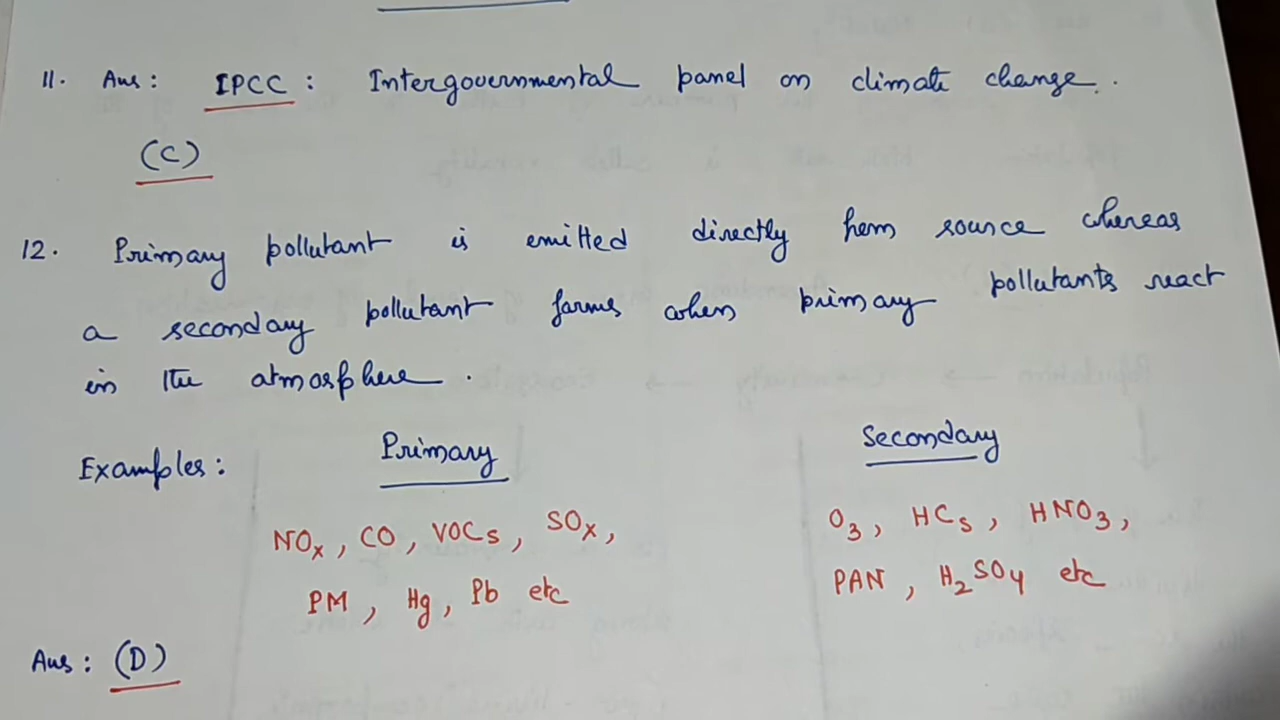 11. Ans: IPCC: Intergovernmental panel on climate change.
(C)
12. Primary pollutant is emitted directly from source whereas
a secondary pollutant forms when primary pollutants react
in the atmosphere.
Examples: Primary Secondary
NOx, CO, VOCs, SOx, O3, HCs, HNO3,
PM, Hg, Pb etc PAN, H2SO4 etc
Ans: (D)